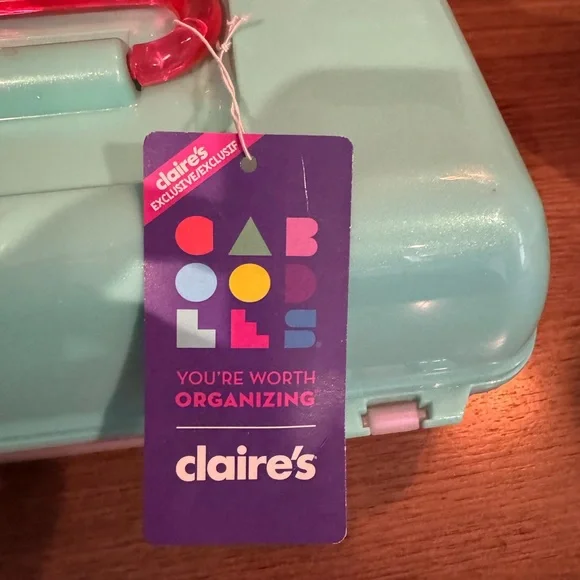 claire's
EXCLUSIVE/EXCLUSIF
CAB
OOD
LES
YOU'RE WORTH
ORGANIZING
claire's